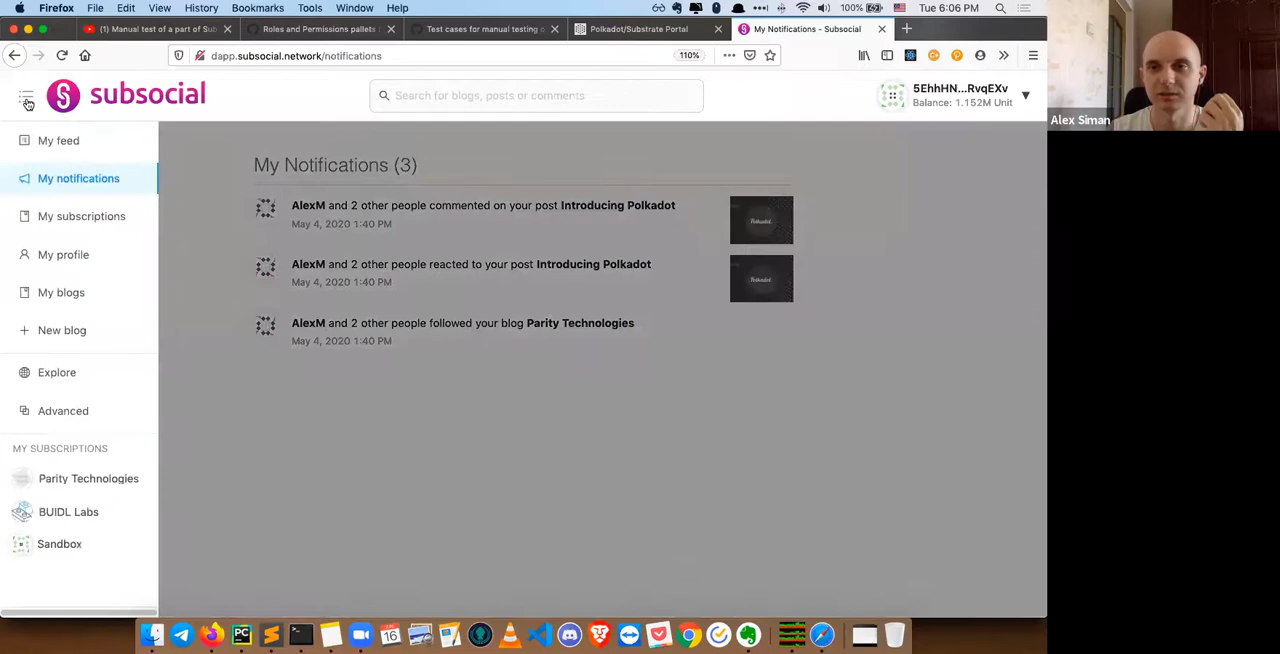 Firefox File Edit View History Bookmarks Tools Window Help 100% Tue 6:06 PM
(1) Manual test of a part of Sub
Roles and Permissions pallets
Test cases for manual testing o
Polkadot/Substrate Portal
My Notifications - Subsocial
dapp.subsocial.network/notifications
110%
subsocial
Search for blogs, posts or comments
5EhhHN...RvqEXv
Balance: 1.152M Unit
Alex Siman
My feed
My notifications
My subscriptions
My profile
My blogs
New blog
Explore
Advanced
MY SUBSCRIPTIONS
Parity Technologies
BUIDL Labs
Sandbox
My Notifications (3)
AlexM and 2 other people commented on your post Introducing Polkadot
May 4, 2020 1:40 PM
Polkadot.
AlexM and 2 other people reacted to your post Introducing Polkadot
May 4, 2020 1:40 PM
Polkadot.
AlexM and 2 other people followed your blog Parity Technologies
May 4, 2020 1:40 PM
PC
16